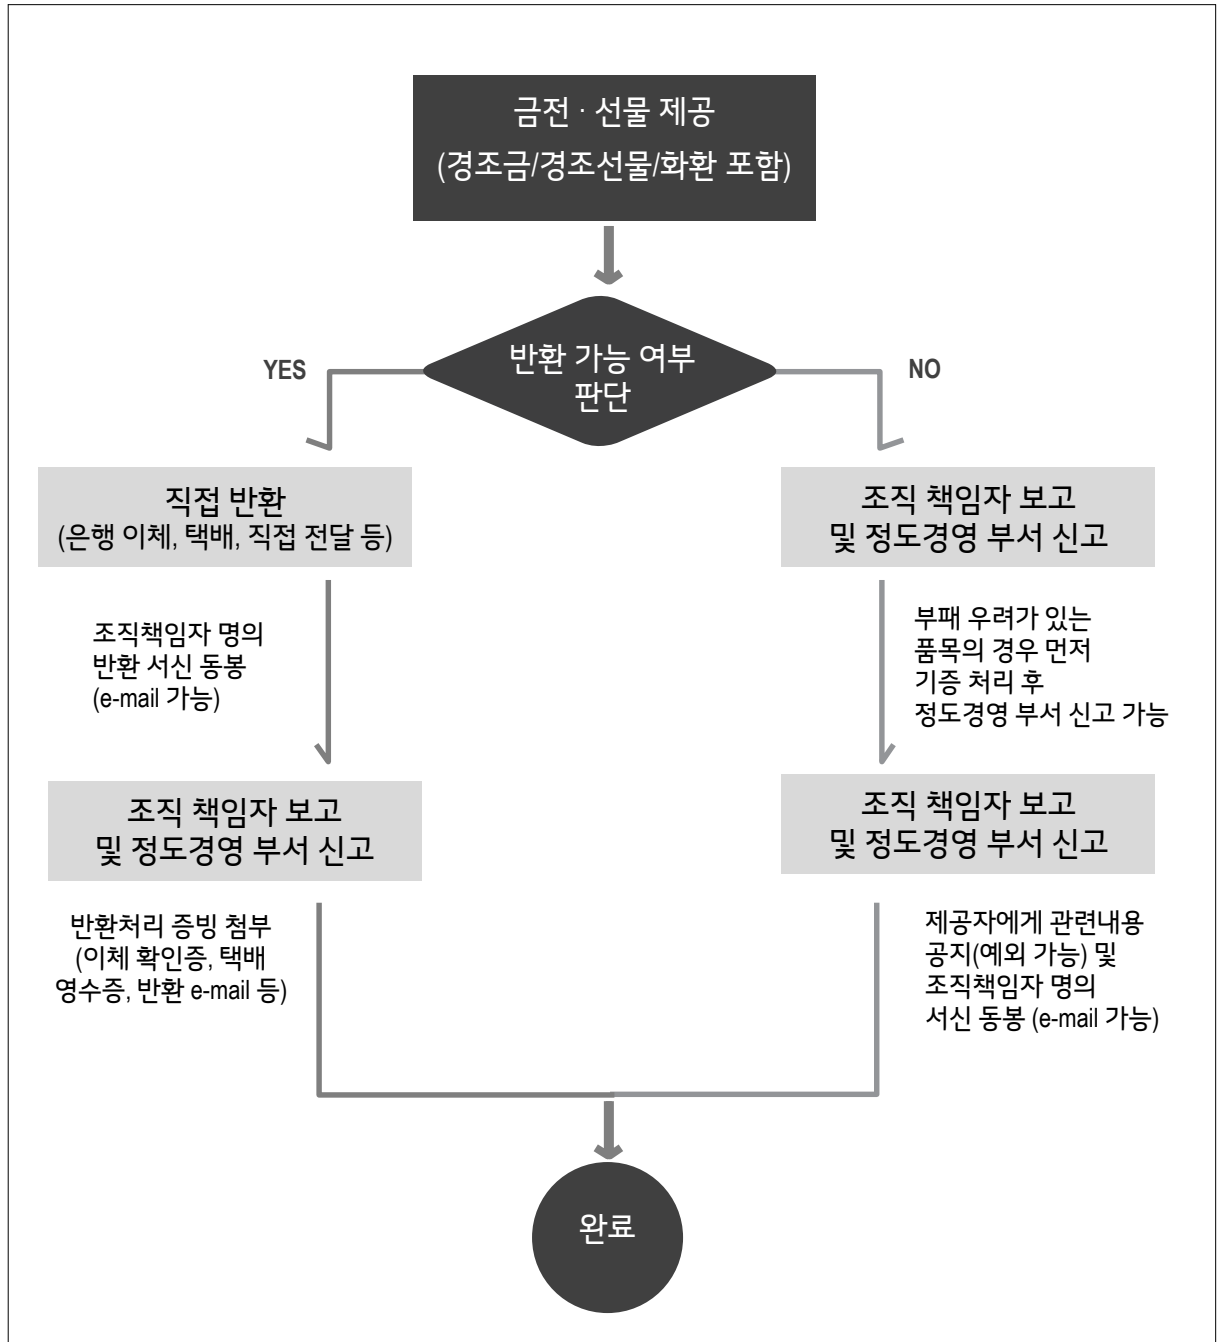 금전 · 선물 제공
(경조금/경조선물/화환 포함)
반환 가능 여부
판단
YES
NO
직접 반환
(은행 이체, 택배, 직접 전달 등)
조직 책임자 보고
및 정도경영 부서 신고
조직책임자 명의
반환 서신 동봉
(e-mail 가능)
부패 우려가 있는
품목의 경우 먼저
기증 처리 후
정도경영 부서 신고 가능
조직 책임자 보고
및 정도경영 부서 신고
조직 책임자 보고
및 정도경영 부서 신고
반환처리 증빙 첨부
(이체 확인증, 택배
영수증, 반환 e-mail 등)
제공자에게 관련내용
공지(예외 가능) 및
조직책임자 명의
서신 동봉 (e-mail 가능)
완료